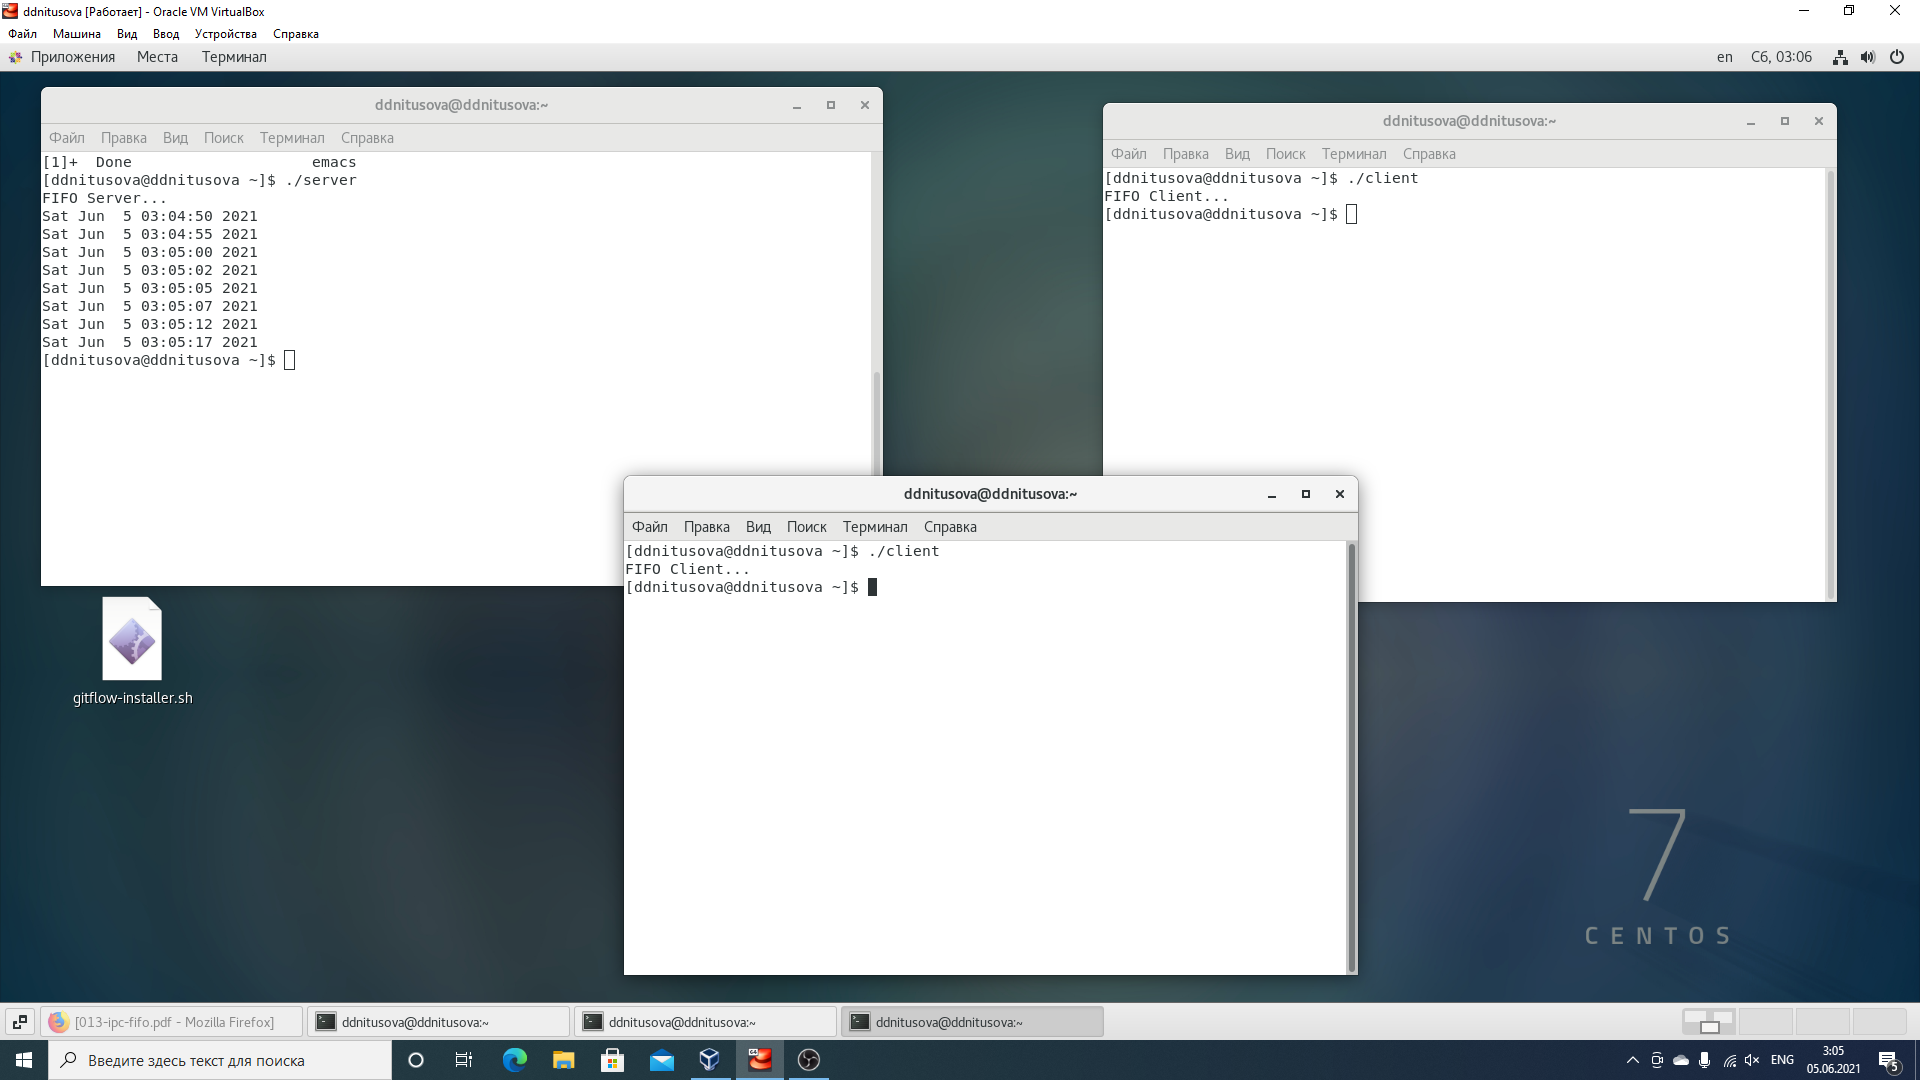 ddnitusova [Работает] - Oracle VM VirtualBox
Файл Машина Вид Ввод Устройства Справка
Приложения Места Терминал en Сб, 03:06
ddnitusova@ddnitusova:~
Файл Правка Вид Поиск Терминал Справка
[1]+  Done                    emacs
[ddnitusova@ddnitusova ~]$ ./server
FIFO Server...
Sat Jun  5 03:04:50 2021
Sat Jun  5 03:04:55 2021
Sat Jun  5 03:05:00 2021
Sat Jun  5 03:05:02 2021
Sat Jun  5 03:05:05 2021
Sat Jun  5 03:05:07 2021
Sat Jun  5 03:05:12 2021
Sat Jun  5 03:05:17 2021
[ddnitusova@ddnitusova ~]$
ddnitusova@ddnitusova:~
Файл Правка Вид Поиск Терминал Справка
[ddnitusova@ddnitusova ~]$ ./client
FIFO Client...
[ddnitusova@ddnitusova ~]$
ddnitusova@ddnitusova:~
Файл Правка Вид Поиск Терминал Справка
[ddnitusova@ddnitusova ~]$ ./client
FIFO Client...
[ddnitusova@ddnitusova ~]$
gitflow-installer.sh
7
CENTOS
[013-ipc-fifo.pdf - Mozilla Firefox] ddnitusova@ddnitusova:~ ddnitusova@ddnitusova:~ ddnitusova@ddnitusova:~
Введите здесь текст для поиска
64
ENG
3:05
05.06.2021
5